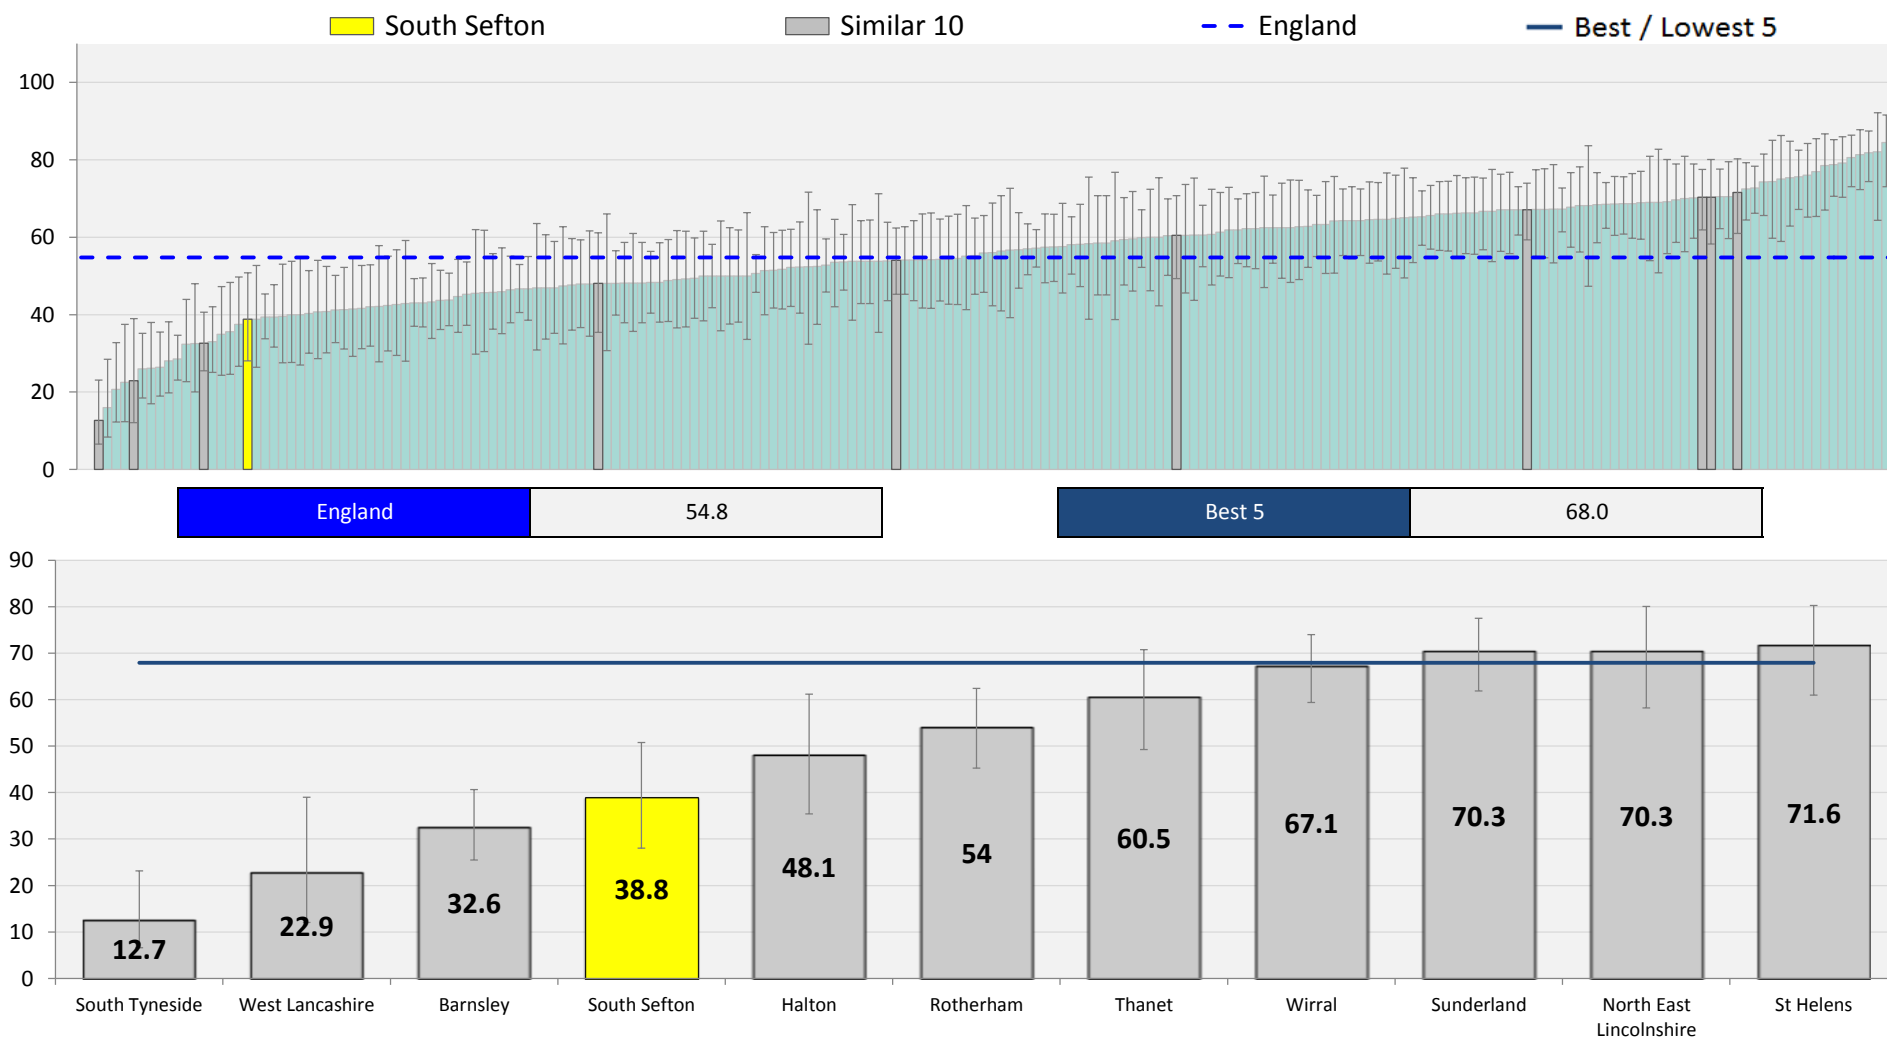 South Sefton
Similar 10
England
Best / Lowest 5
100
80
60
40
20
0
England
54.8
Best 5
68.0
90
80
70
60
50
40
30
20
10
0
12.7
22.9
32.6
38.8
48.1
54
60.5
67.1
70.3
70.3
71.6
South Tyneside
West Lancashire
Barnsley
South Sefton
Halton
Rotherham
Thanet
Wirral
Sunderland
North East
Lincolnshire
St Helens